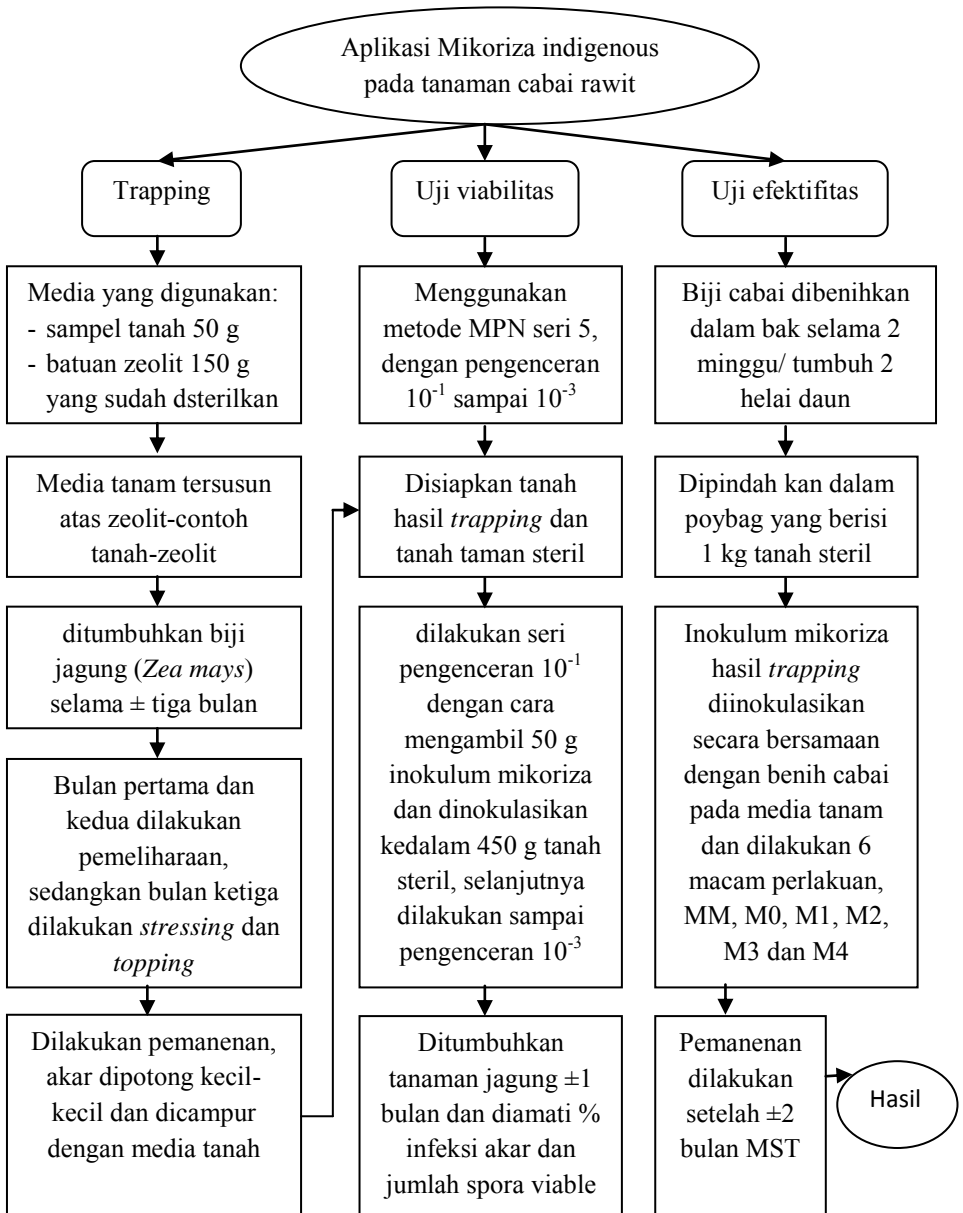 Aplikasi Mikoriza indigenous
pada tanaman cabai rawit
Trapping
Uji viabilitas
Uji efektifitas
Media yang digunakan:
- sampel tanah 50 g
- batuan zeolit 150 g
yang sudah dsterilkan
Media tanam tersusun
atas zeolit-contoh
tanah-zeolit
ditumbuhkan biji
jagung (Zea mays)
selama ± tiga bulan
Bulan pertama dan
kedua dilakukan
pemeliharaan,
sedangkan bulan ketiga
dilakukan stressing dan
topping
Dilakukan pemanenan,
akar dipotong kecil-
kecil dan dicampur
dengan media tanah
Menggunakan
metode MPN seri 5,
dengan pengenceran
10⁻¹ sampai 10⁻³
Disiapkan tanah
hasil trapping dan
tanah taman steril
dilakukan seri
pengenceran 10⁻¹
dengan cara
mengambil 50 g
inokulum mikoriza
dan dinokulasikan
kedalam 450 g tanah
steril, selanjutnya
dilakukan sampai
pengenceran 10⁻³
Ditumbuhkan
tanaman jagung ±1
bulan dan diamati %
infeksi akar dan
jumlah spora viable
Biji cabai dibenihkan
dalam bak selama 2
minggu/ tumbuh 2
helai daun
Dipindah kan dalam
poybag yang berisi
1 kg tanah steril
Inokulum mikoriza
hasil trapping
diinokulasikan
secara bersamaan
dengan benih cabai
pada media tanam
dan dilakukan 6
macam perlakuan,
MM, M0, M1, M2,
M3 dan M4
Pemanenan
dilakukan
setelah ±2
bulan MST
Hasil